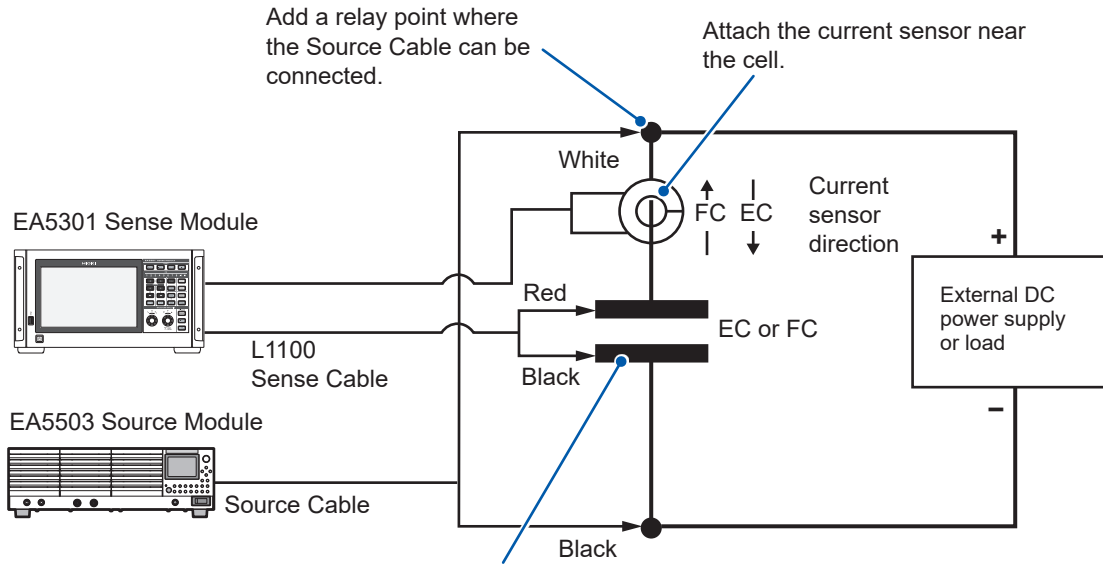 Add a relay point where
the Source Cable can be
connected.
Attach the current sensor near
the cell.
White
FC EC
Current
sensor
direction
EA5301 Sense Module
HIOKI
+
Red
External DC
power supply
or load
EC or FC
L1100
Sense Cable
Black
−
EA5503 Source Module
Source Cable
Black